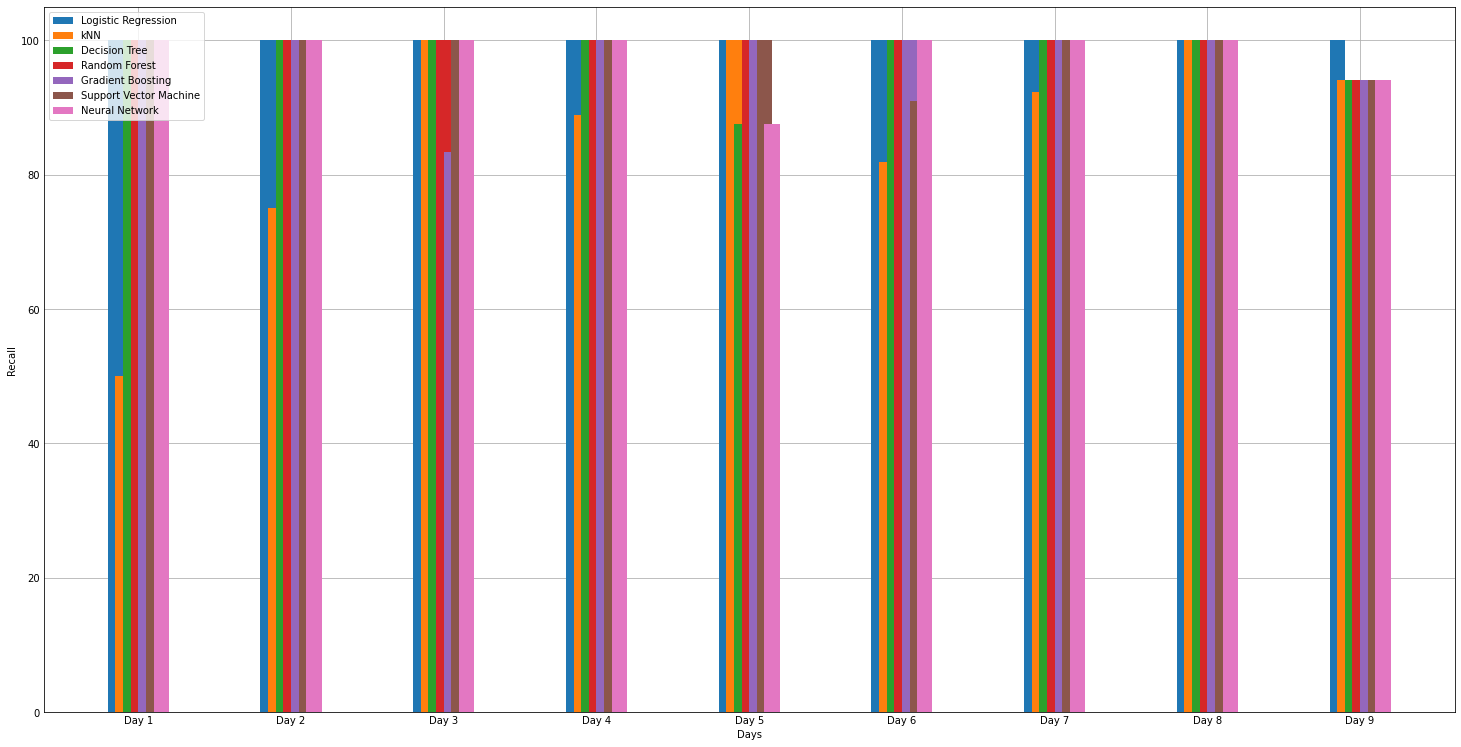 Logistic Regression
kNN
Decision Tree
Random Forest
Gradient Boosting
Support Vector Machine
Neural Network
100
80
60
40
20
0
Recall
Day 1
Day 2
Day 3
Day 4
Day 5
Day 6
Day 7
Day 8
Day 9
Days